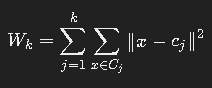 $W_k = \sum_{j=1}^{k} \sum_{x \in C_j} \|x - c_j\|^2$